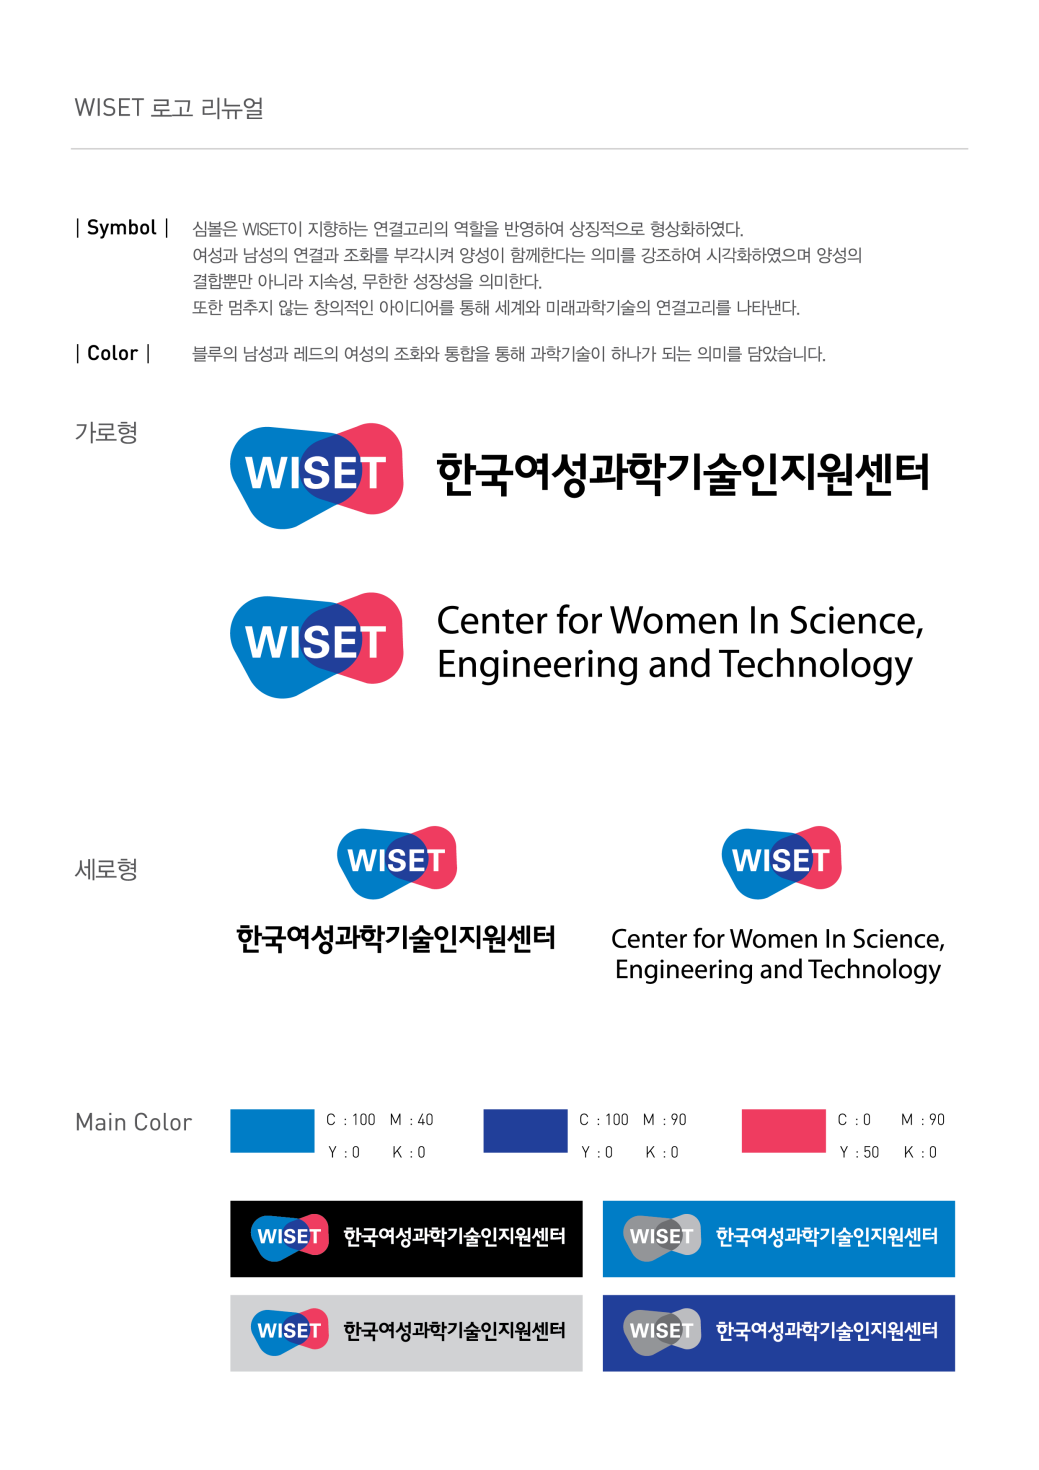 WISET 로고 리뉴얼
| Symbol |
심볼은 WISET이 지향하는 연결고리의 역할을 반영하여 상징적으로 형상화하였다.
여성과 남성의 연결과 조화를 부각시켜 양성이 함께한다는 의미를 강조하여 시각화하였으며 양성의
결합뿐만 아니라 지속성, 무한한 성장성을 의미한다.
또한 멈추지 않는 창의적인 아이디어를 통해 세계와 미래과학기술의 연결고리를 나타낸다.
| Color |
블루의 남성과 레드의 여성의 조화와 통합을 통해 과학기술이 하나가 되는 의미를 담았습니다.
가로형
WISET 한국여성과학기술인지원센터
WISET
Center for Women In Science,
Engineering and Technology
세로형
WISET
한국여성과학기술인지원센터
WISET
Center for Women In Science,
Engineering and Technology
Main Color
C : 100 M : 40
Y : 0 K : 0
C : 100 M : 90
Y : 0 K : 0
C : 0 M : 90
Y : 50 K : 0
WISET 한국여성과학기술인지원센터
WISET 한국여성과학기술인지원센터
WISET 한국여성과학기술인지원센터
WISET 한국여성과학기술인지원센터